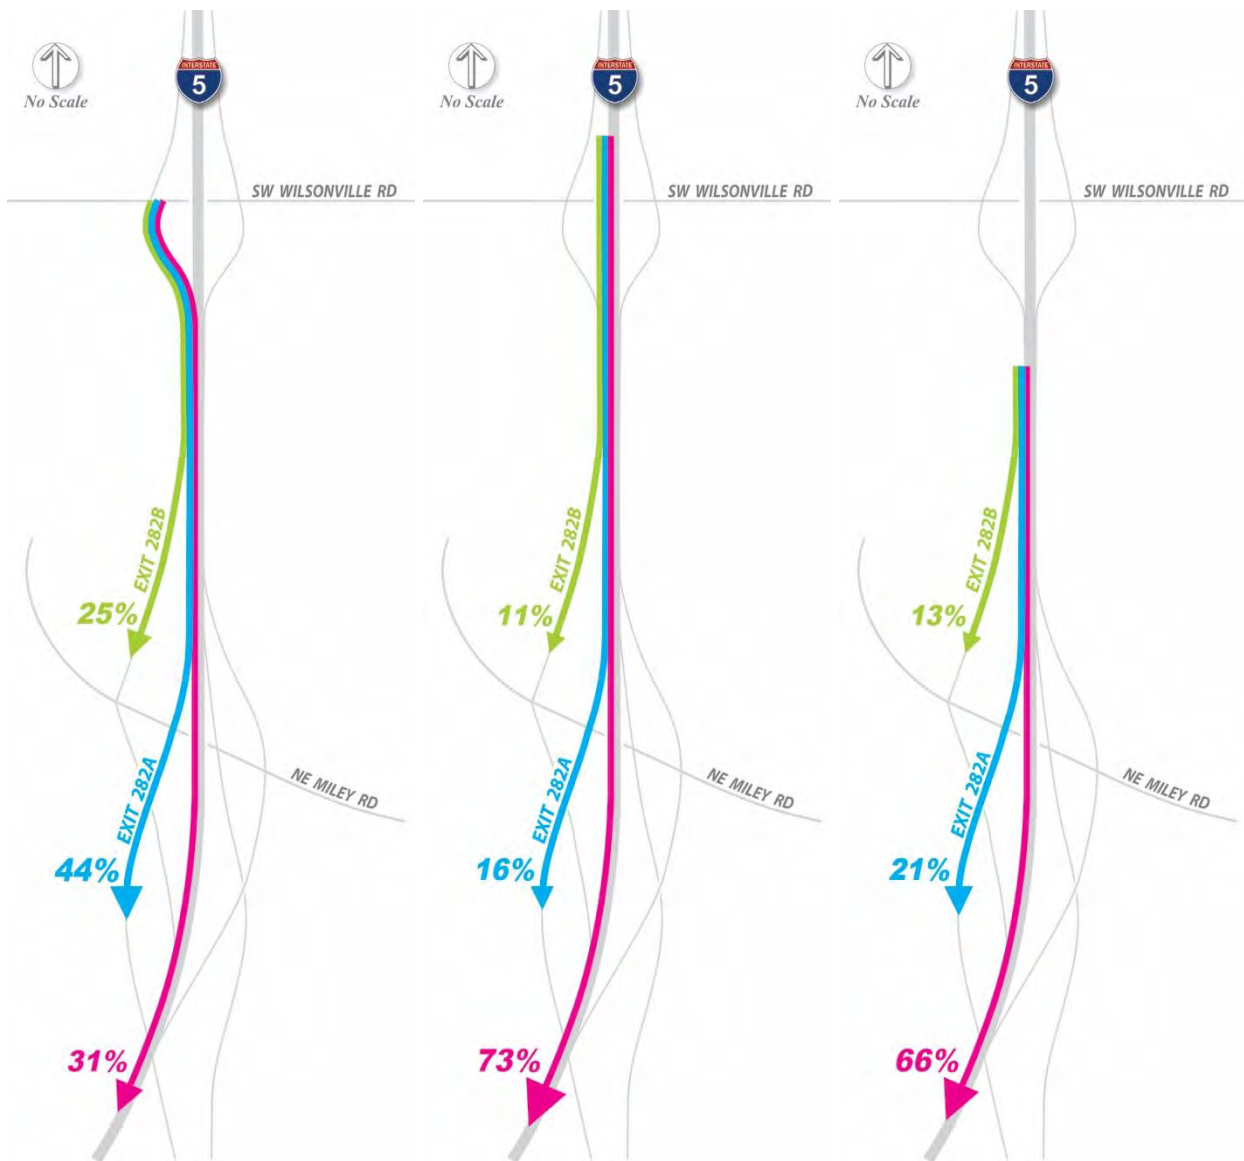 INTERSTATE
5
No Scale
SW WILSONVILLE RD
EXIT 282B
25%
NE MILEY RD
EXIT 282A
44%
31%
INTERSTATE
5
No Scale
SW WILSONVILLE RD
EXIT 282B
11%
NE MILEY RD
EXIT 282A
16%
73%
INTERSTATE
5
No Scale
SW WILSONVILLE RD
EXIT 282B
13%
NE MILEY RD
EXIT 282A
21%
66%